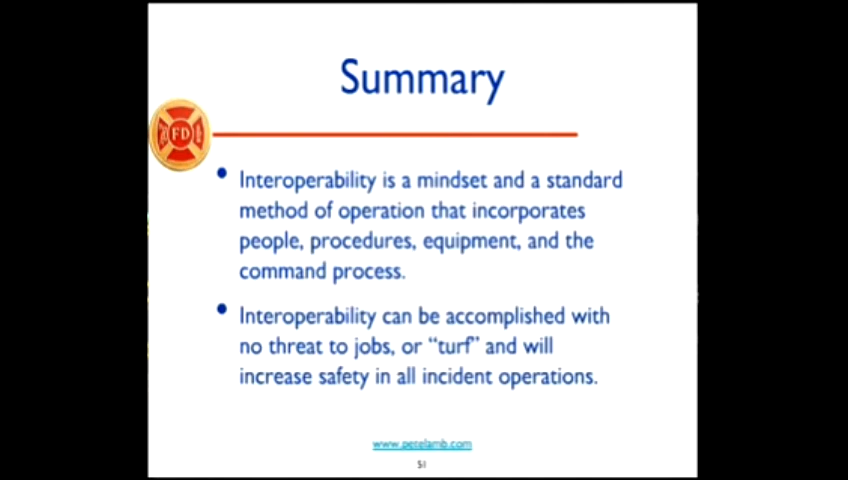 Summary
FD
• Interoperability is a mindset and a standard
method of operation that incorporates
people, procedures, equipment, and the
command process.
• Interoperability can be accomplished with
no threat to jobs, or “turf” and will
increase safety in all incident operations.
www.petelamb.com
51